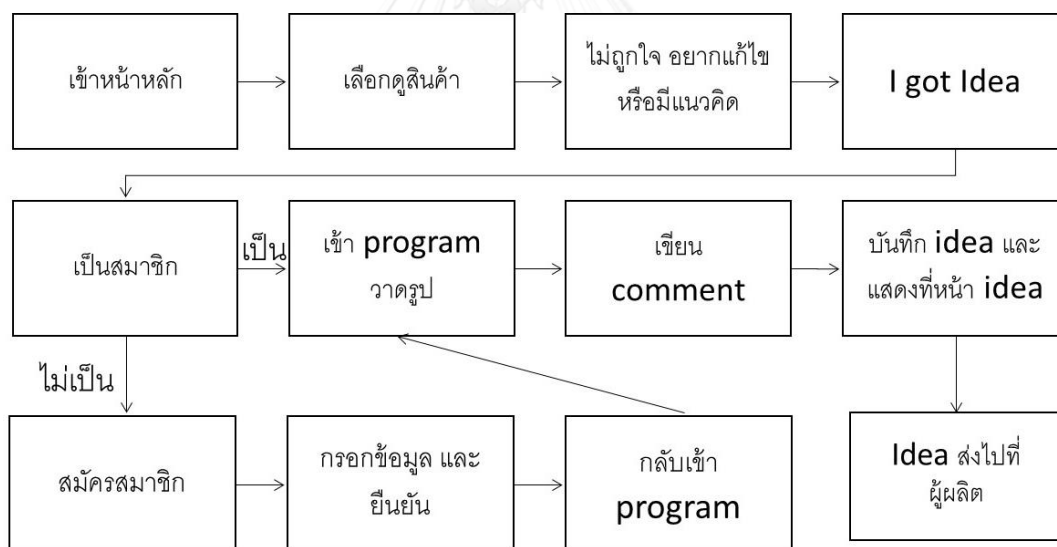 เข้าหน้าหลัก
เลือกดูสินค้า
ไม่ถูกใจ อยากแก้ไข
หรือมีแนวคิด
I got Idea
เป็นสมาชิก
เป็น
เข้า program
วาดรูป
เขียน
comment
บันทึก idea และ
แสดงที่หน้า idea
ไม่เป็น
สมัครสมาชิก
กรอกข้อมูล และ
ยืนยัน
กลับเข้า
program
Idea ส่งไปที่
ผู้ผลิต